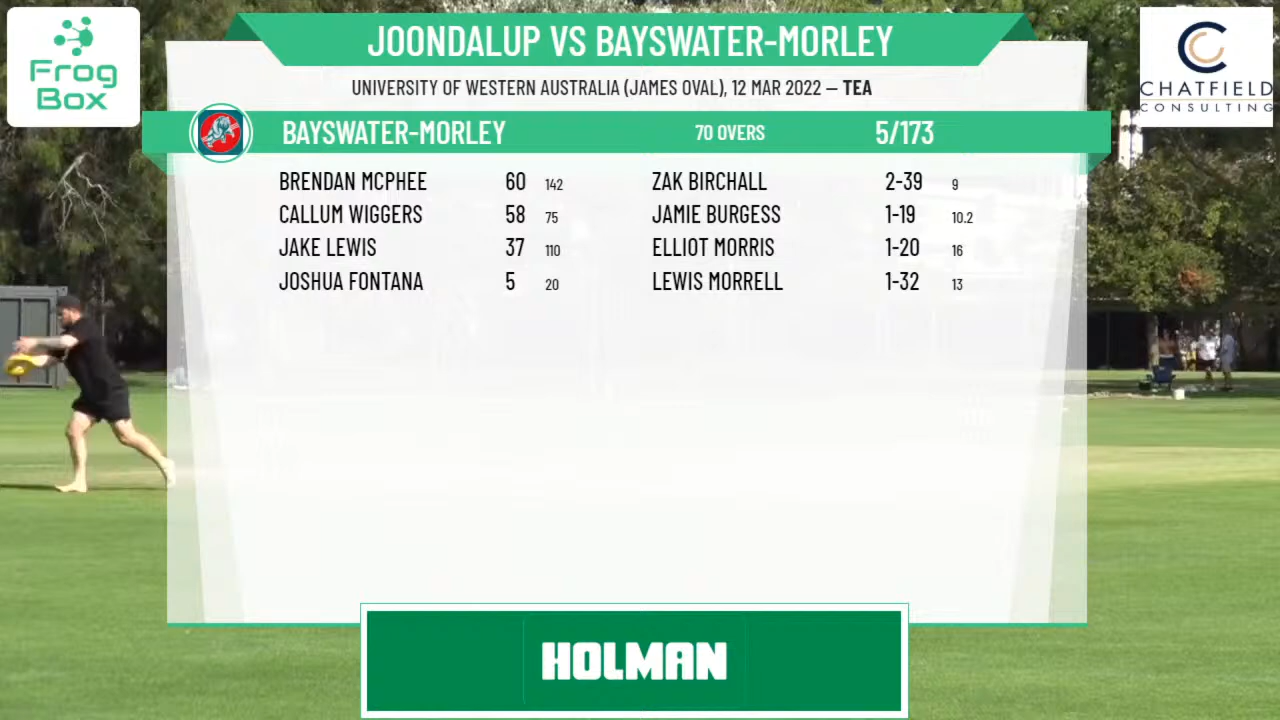 Frog
Box
JOONDALUP VS BAYSWATER-MORLEY
CHATFIELD
CONSULTING
UNIVERSITY OF WESTERN AUSTRALIA (JAMES OVAL), 12 MAR 2022 – TEA
BAYSWATER-MORLEY 70 OVERS 5/173
BRENDAN MCPHEE 60 142 ZAK BIRCHALL 2-39 9
CALLUM WIGGERS 58 75 JAMIE BURGESS 1-19 10.2
JAKE LEWIS 37 110 ELLIOT MORRIS 1-20 16
JOSHUA FONTANA 5 20 LEWIS MORRELL 1-32 13
HOLMAN